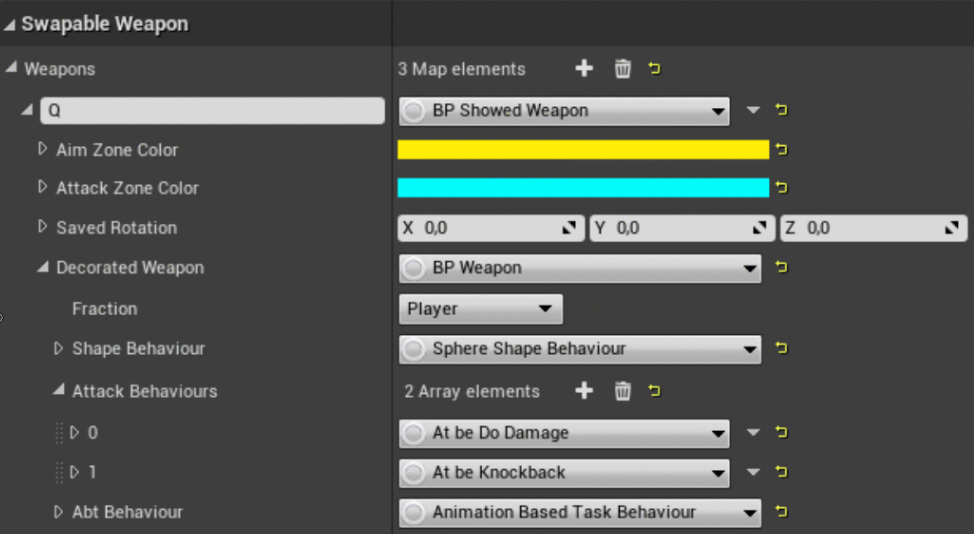 Swapable Weapon
Weapons 3 Map elements
Q BP Showed Weapon
Aim Zone Color
Attack Zone Color
Saved Rotation X 0,0 Y 0,0 Z 0,0
Decorated Weapon BP Weapon
Fraction Player
Shape Behaviour Sphere Shape Behaviour
Attack Behaviours 2 Array elements
0 At be Do Damage
1 At be Knockback
Abt Behaviour Animation Based Task Behaviour